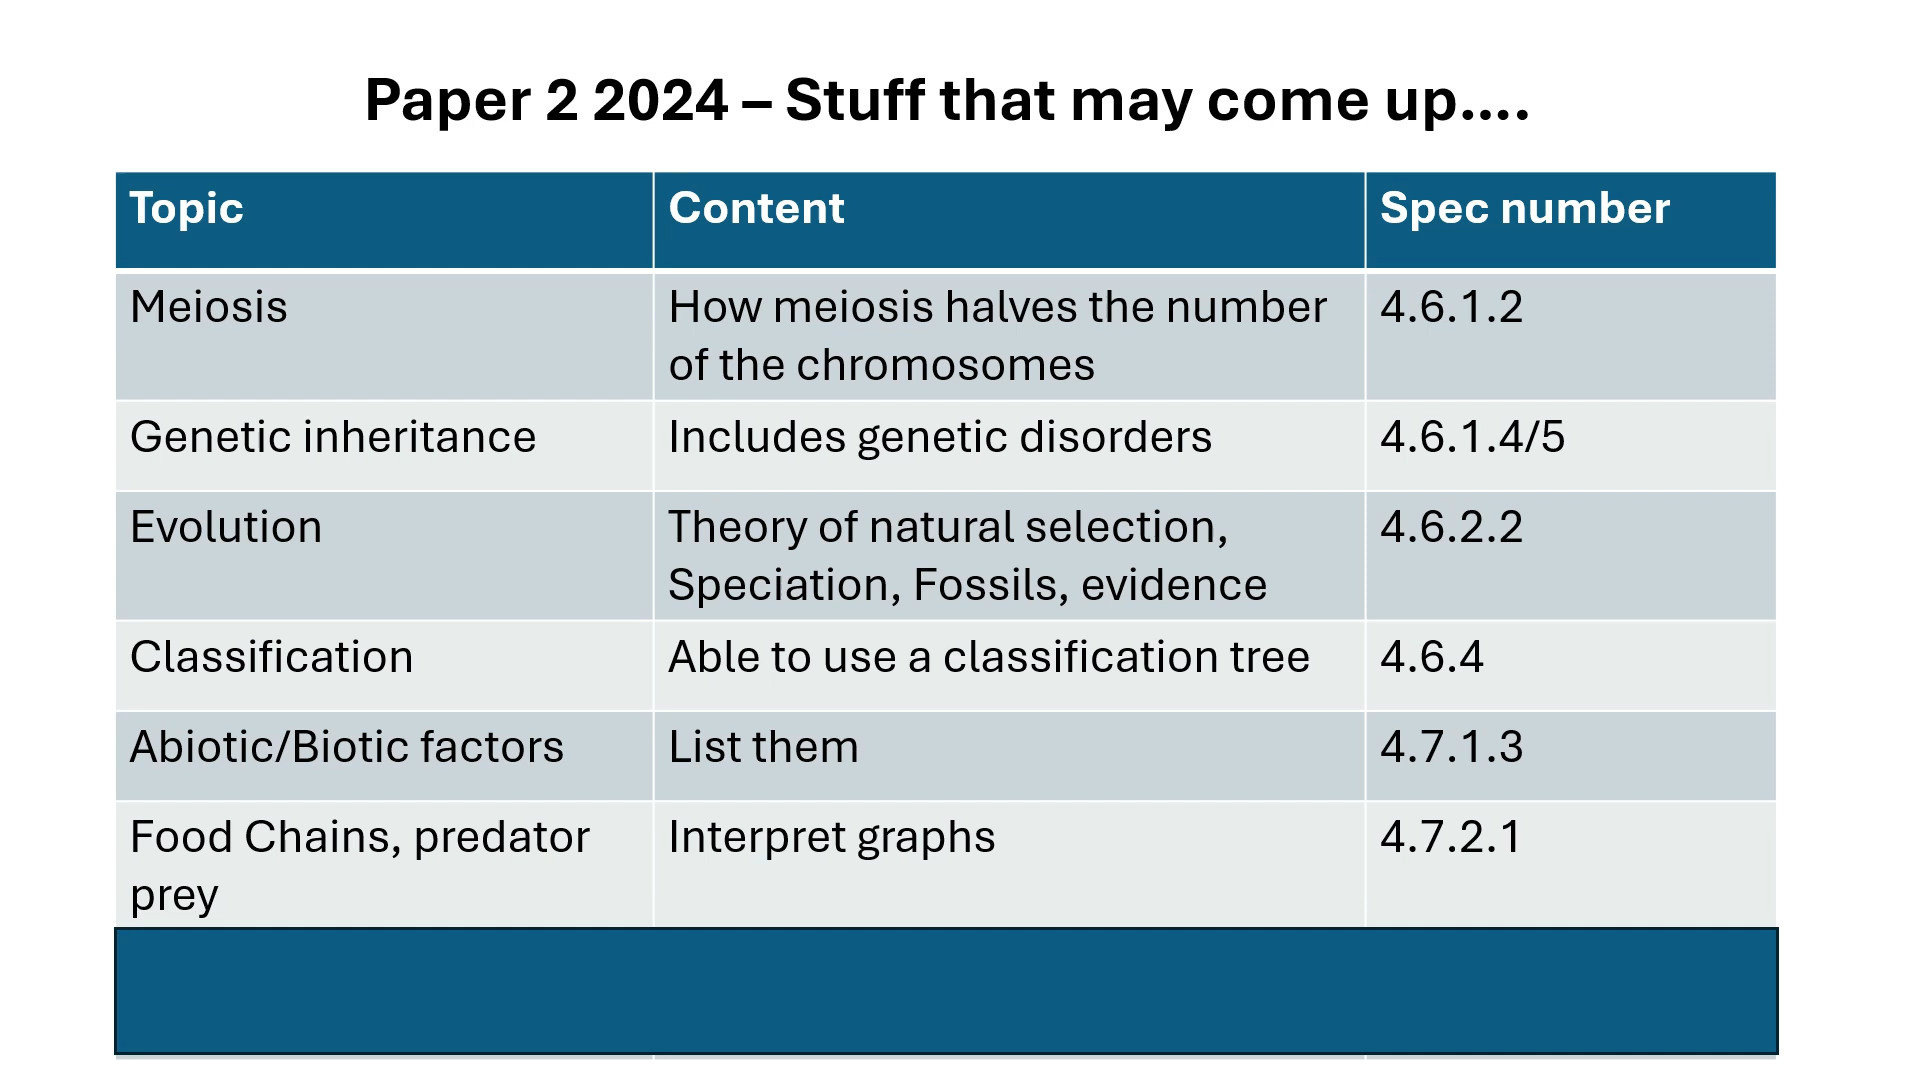 Paper 2 2024 – Stuff that may come up....
Topic Content Spec number
Meiosis How meiosis halves the number 4.6.1.2
of the chromosomes
Genetic inheritance Includes genetic disorders 4.6.1.4/5
Evolution Theory of natural selection, 4.6.2.2
Speciation, Fossils, evidence
Classification Able to use a classification tree 4.6.4
Abiotic/Biotic factors List them 4.7.1.3
Food Chains, predator Interpret graphs 4.7.2.1
prey